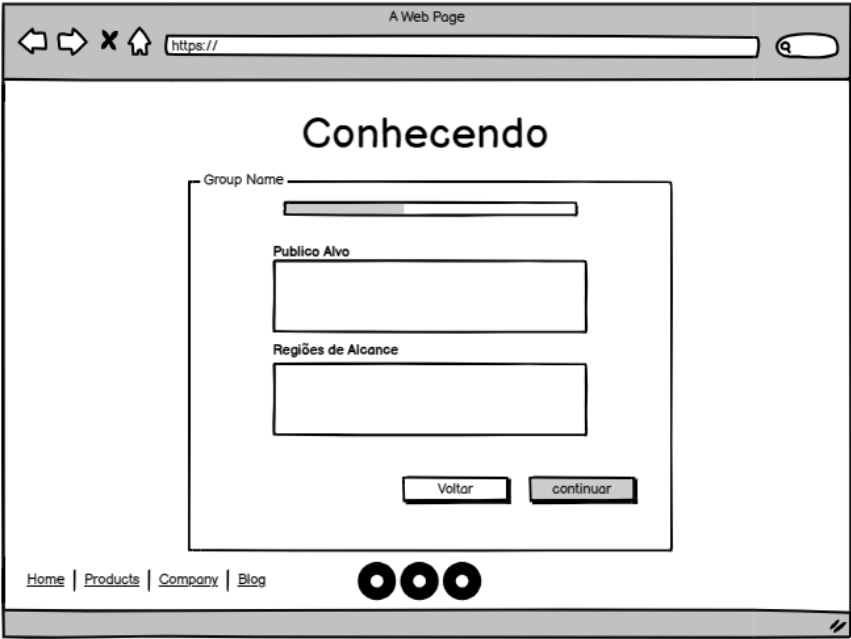 A Web Page
https://
Conhecendo
Group Name
Publico Alvo
Regiões de Alcance
Voltar
continuar
Home | Products | Company | Blog